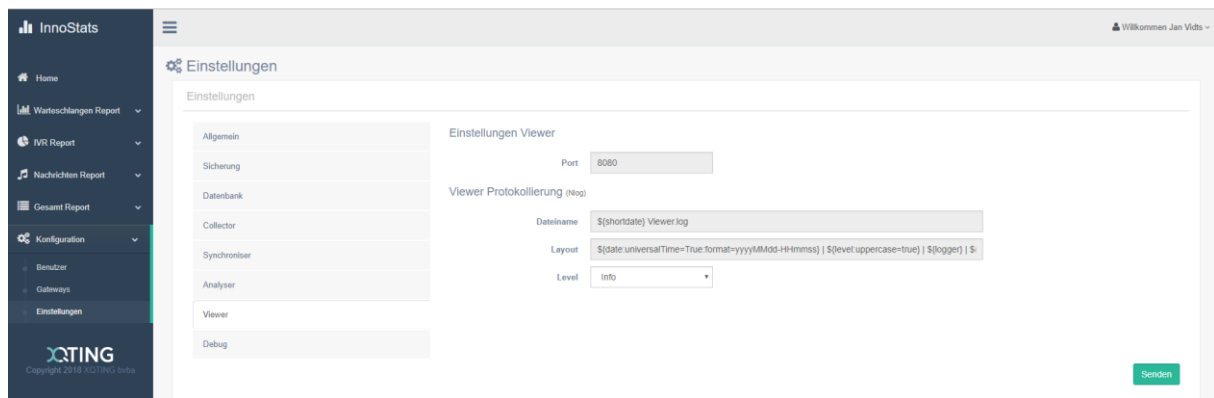 InnoStats
Willkommen Jan Vidts
Home
Warteschlangen Report
IVR Report
Nachrichten Report
Gesamt Report
Konfiguration
Benutzer
Gateways
Einstellungen
XQTING
Copyright 2018 XQTING bvba
Einstellungen
Einstellungen
Allgemein
Sicherung
Datenbank
Collector
Synchroniser
Analyser
Viewer
Debug
Einstellungen Viewer
Port 8080
Viewer Protokollierung (Nlog)
Dateiname ${shortdate} Viewer.log
Layout ${date:universalTime=True:format=yyyyMMdd-HHmmss} | ${level:uppercase=true} | ${logger} |
Level Info
Senden